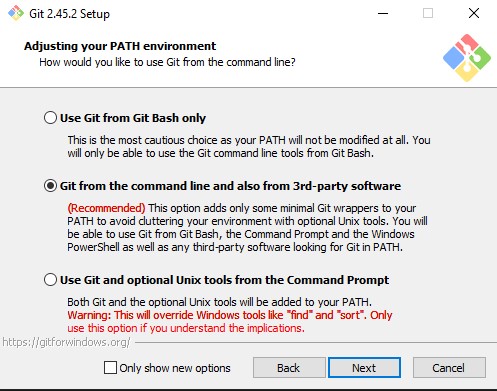 Git 2.45.2 Setup
Adjusting your PATH environment
How would you like to use Git from the command line?
Use Git from Git Bash only
This is the most cautious choice as your PATH will not be modified at all. You
will only be able to use the Git command line tools from Git Bash.
Git from the command line and also from 3rd-party software
(Recommended) This option adds only some minimal Git wrappers to your
PATH to avoid cluttering your environment with optional Unix tools. You will
be able to use Git from Git Bash, the Command Prompt and the Windows
PowerShell as well as any third-party software looking for Git in PATH.
Use Git and optional Unix tools from the Command Prompt
Both Git and the optional Unix tools will be added to your PATH.
Warning: This will override Windows tools like "find" and "sort". Only
use this option if you understand the implications.
https://gitforwindows.org/
Only show new options
Back
Next
Cancel